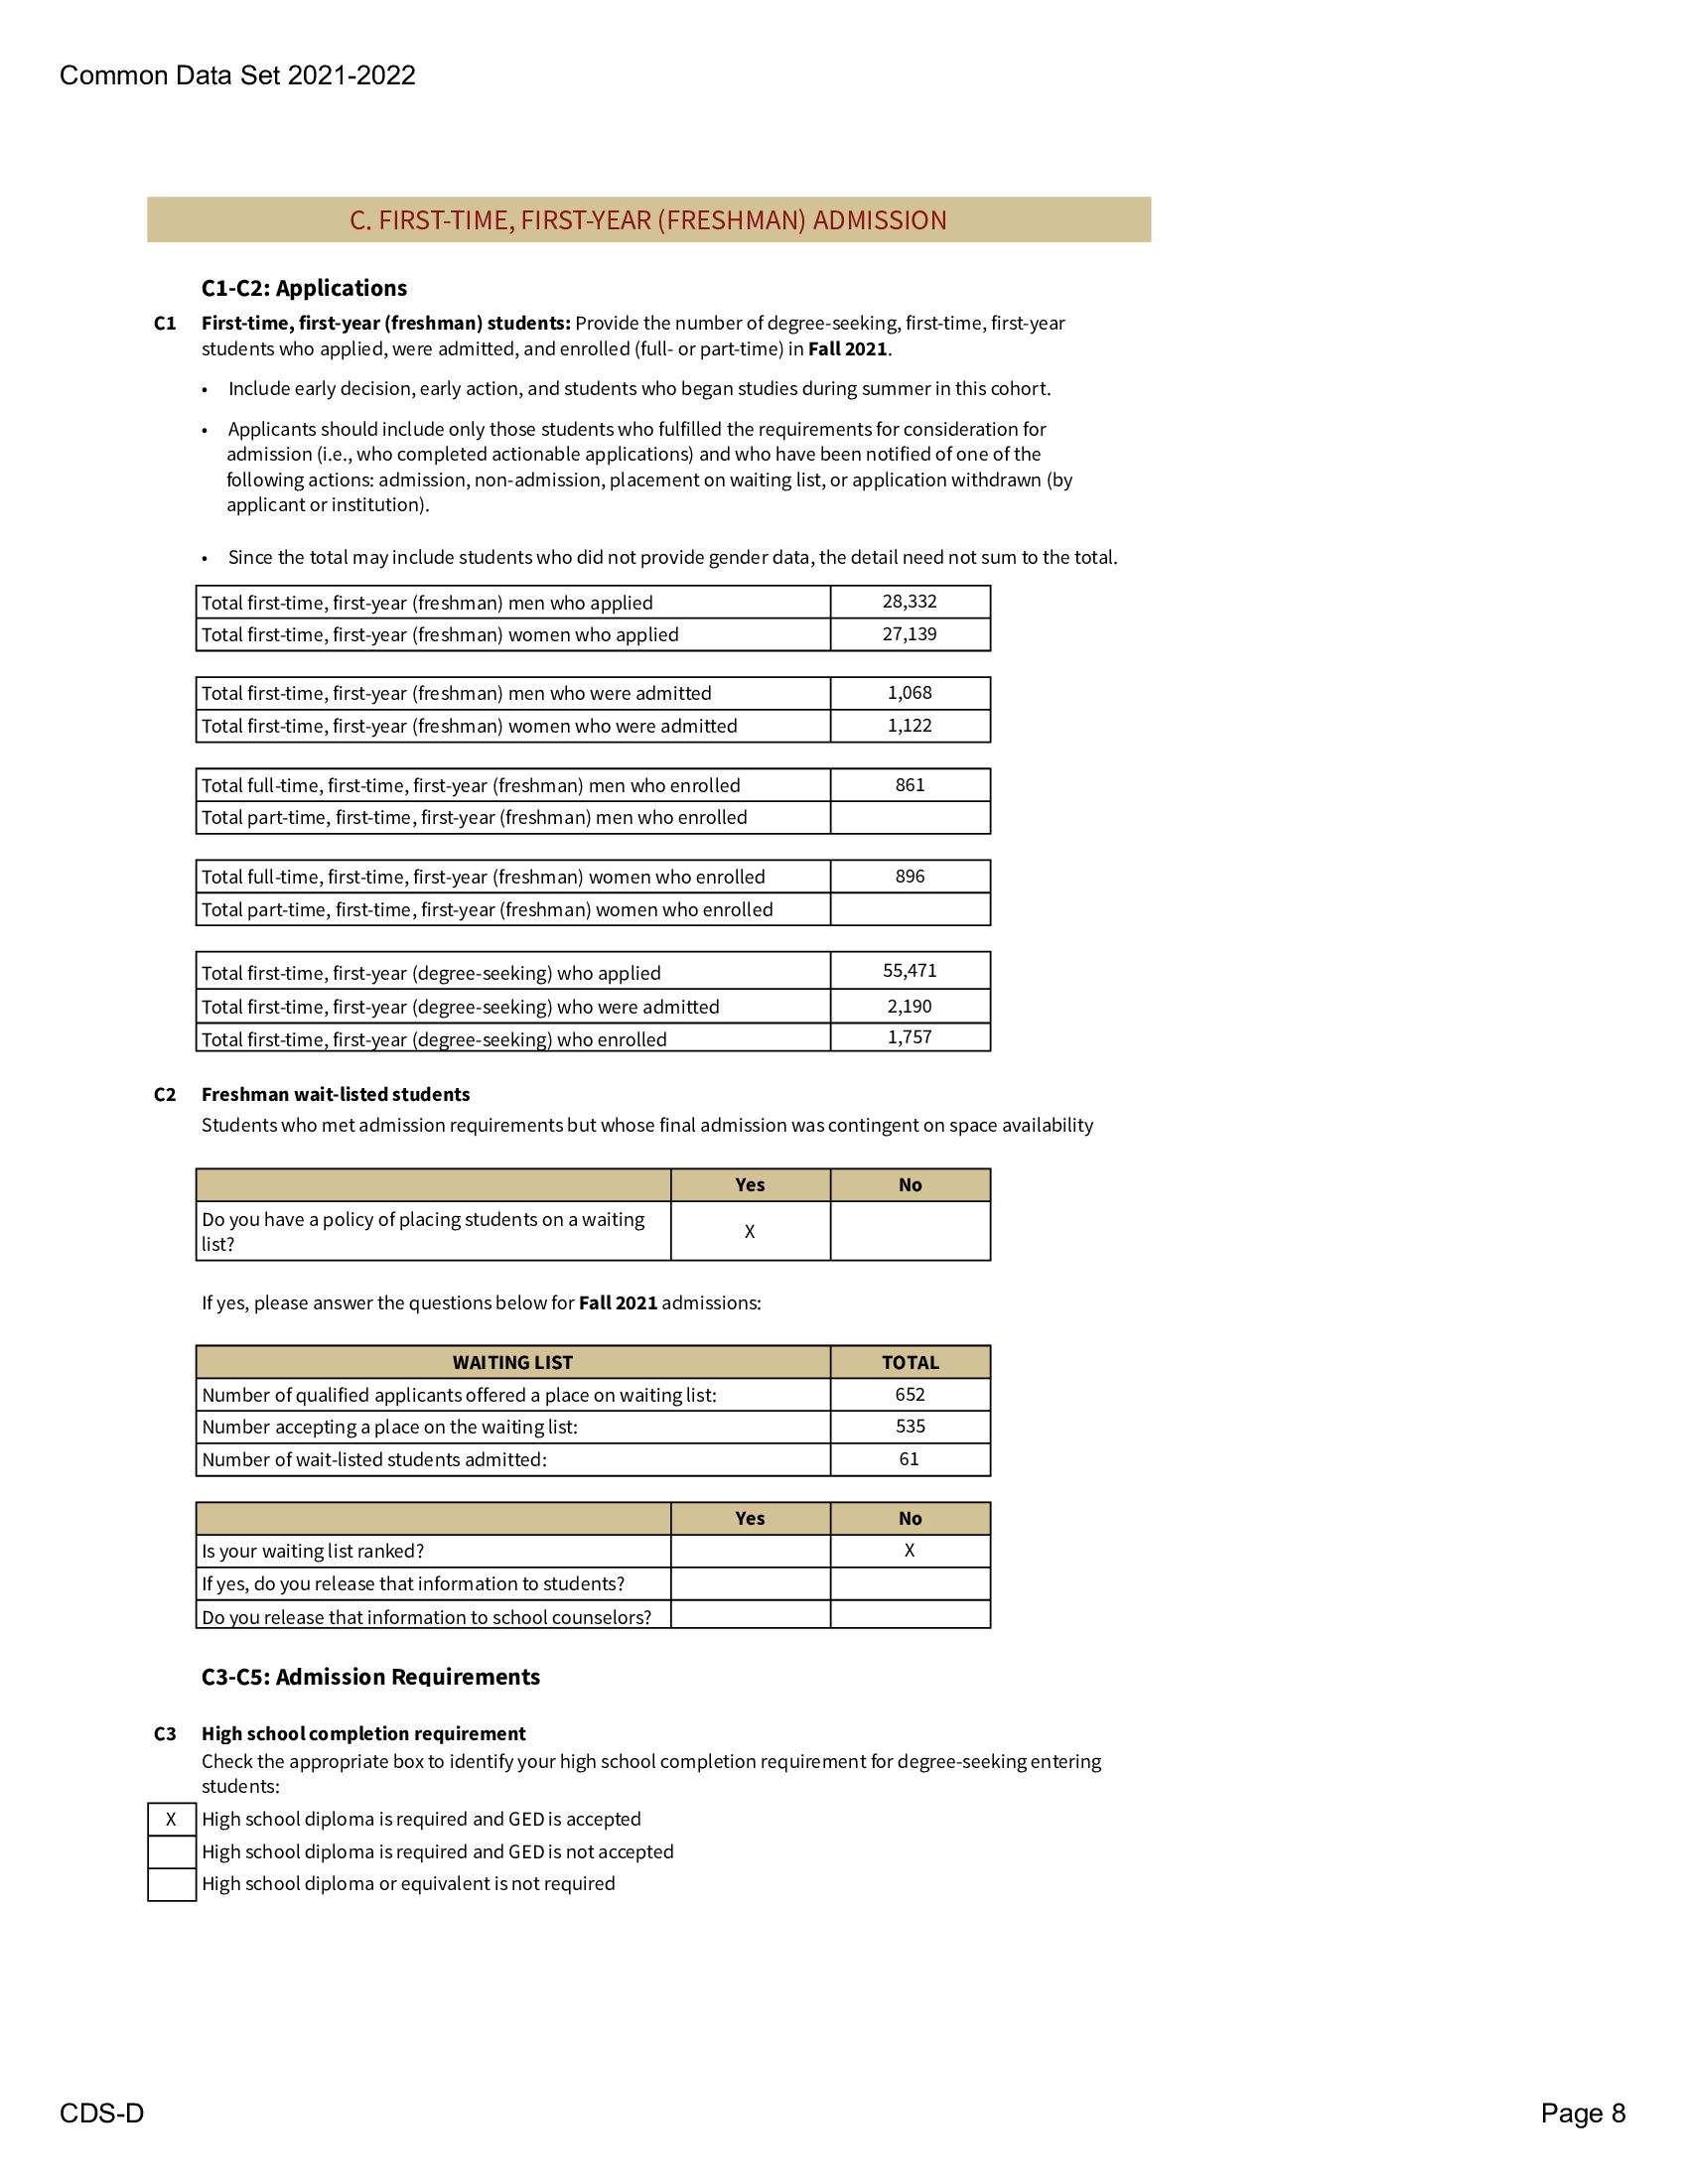 Common Data Set 2021-2022
C. FIRST-TIME, FIRST-YEAR (FRESHMAN) ADMISSION
C1-C2: Applications
C1 First-time, first-year (freshman) students: Provide the number of degree-seeking, first-time, first-year
students who applied, were admitted, and enrolled (full- or part-time) in Fall 2021.
• Include early decision, early action, and students who began studies during summer in this cohort.
• Applicants should include only those students who fulfilled the requirements for consideration for
admission (i.e., who completed actionable applications) and who have been notified of one of the
following actions: admission, non-admission, placement on waiting list, or application withdrawn (by
applicant or institution).
• Since the total may include students who did not provide gender data, the detail need not sum to the total.
Total first-time, first-year (freshman) men who applied 28,332
Total first-time, first-year (freshman) women who applied 27,139
Total first-time, first-year (freshman) men who were admitted 1,068
Total first-time, first-year (freshman) women who were admitted 1,122
Total full-time, first-time, first-year (freshman) men who enrolled 861
Total part-time, first-time, first-year (freshman) men who enrolled
Total full-time, first-time, first-year (freshman) women who enrolled 896
Total part-time, first-time, first-year (freshman) women who enrolled
Total first-time, first-year (degree-seeking) who applied 55,471
Total first-time, first-year (degree-seeking) who were admitted 2,190
Total first-time, first-year (degree-seeking) who enrolled 1,757
C2 Freshman wait-listed students
Students who met admission requirements but whose final admission was contingent on space availability
Yes No
Do you have a policy of placing students on a waiting
list? X
If yes, please answer the questions below for Fall 2021 admissions:
WAITING LIST TOTAL
Number of qualified applicants offered a place on waiting list: 652
Number accepting a place on the waiting list: 535
Number of wait-listed students admitted: 61
Yes No
Is your waiting list ranked? X
If yes, do you release that information to students?
Do you release that information to school counselors?
C3-C5: Admission Requirements
C3 High school completion requirement
Check the appropriate box to identify your high school completion requirement for degree-seeking entering
students:
X High school diploma is required and GED is accepted
High school diploma is required and GED is not accepted
High school diploma or equivalent is not required
CDS-D Page 8